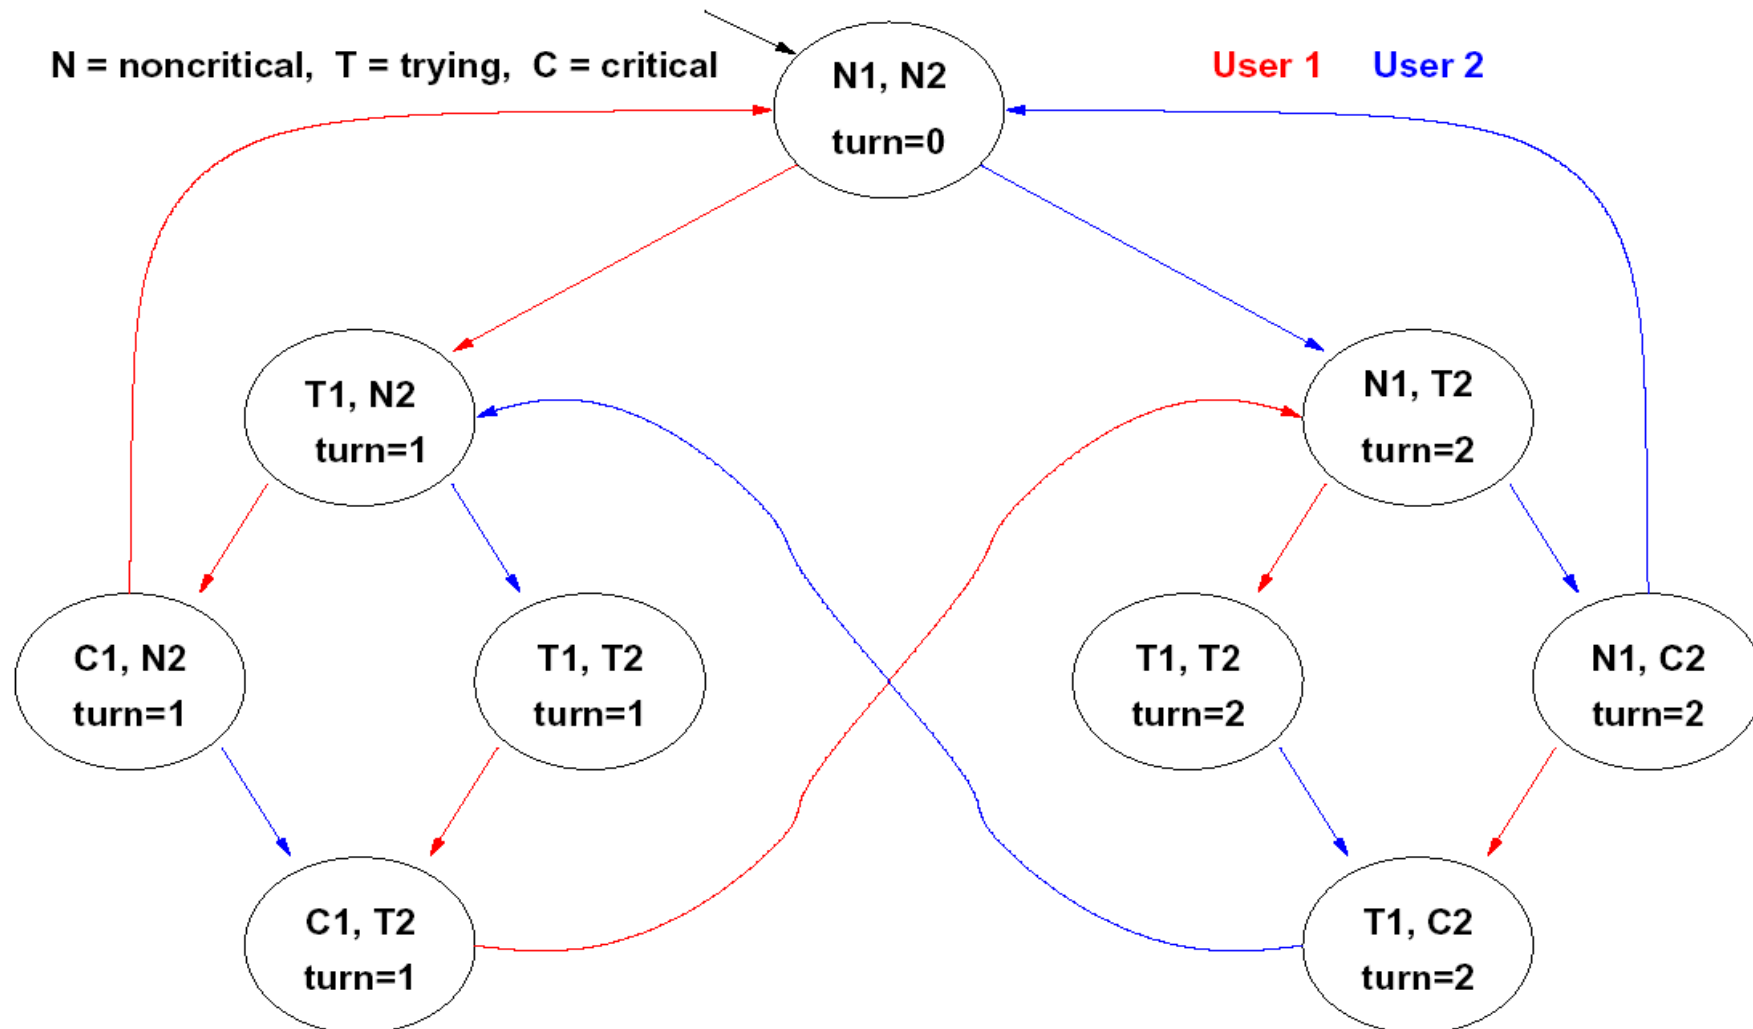 N = noncritical, T = trying, C = critical
User 1 User 2
N1, N2
turn=0
T1, N2
turn=1
N1, T2
turn=2
C1, N2
turn=1
T1, T2
turn=1
T1, T2
turn=2
N1, C2
turn=2
C1, T2
turn=1
T1, C2
turn=2